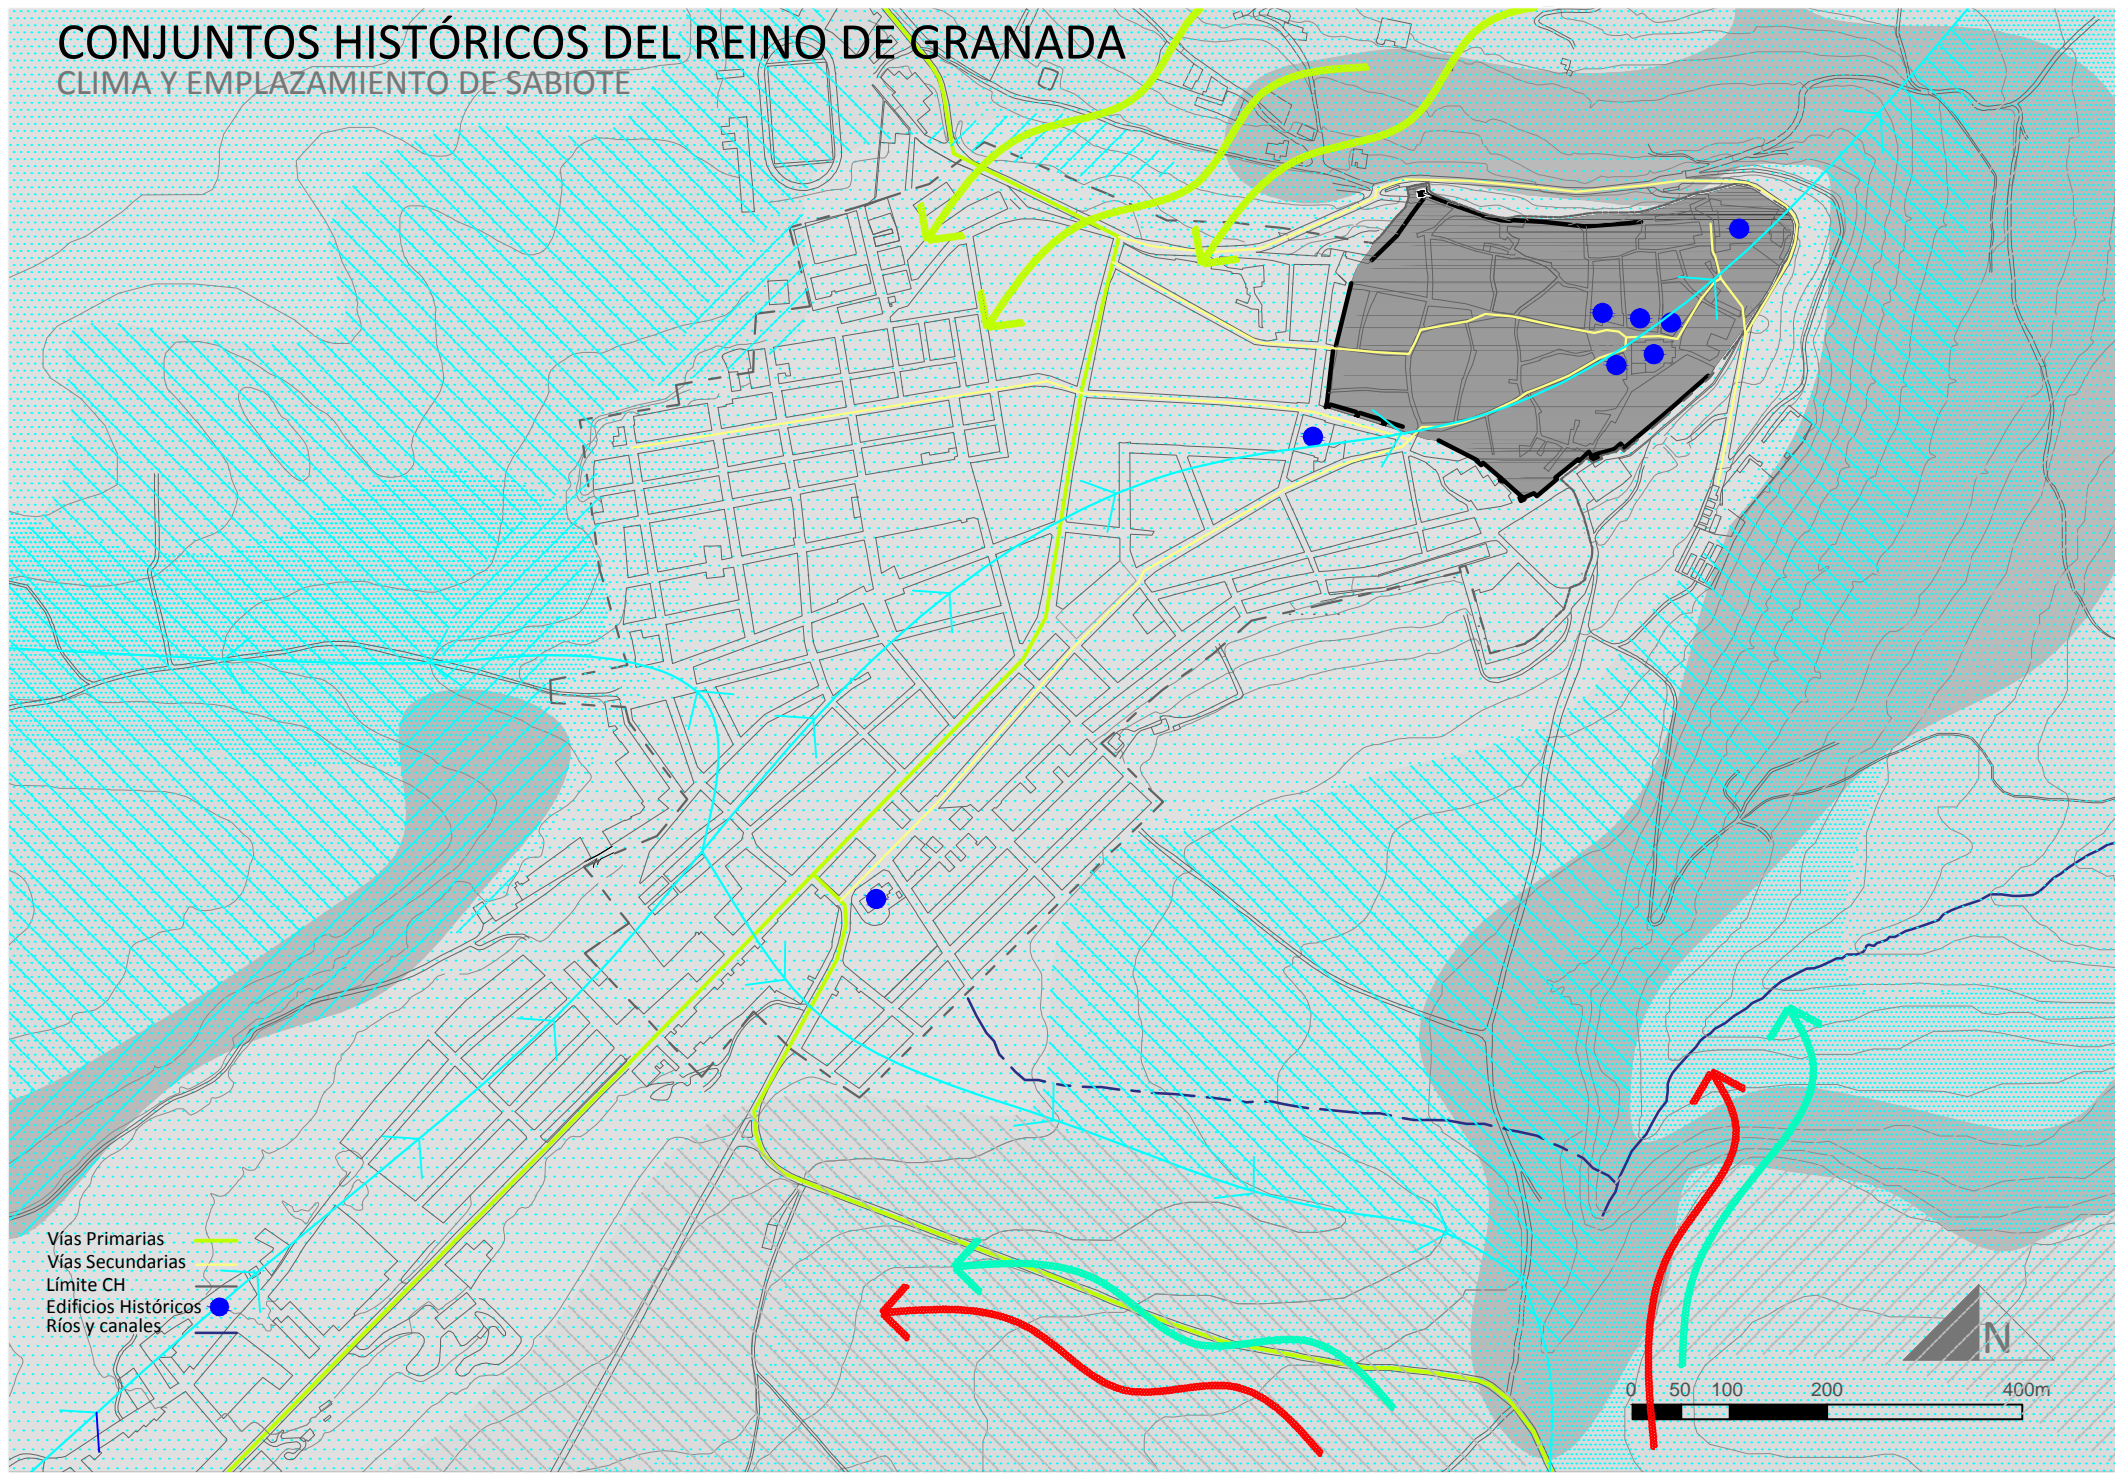 CONJUNTOS HISTÓRICOS DEL REINO DE GRANADA
CLIMA Y EMPLAZAMIENTO DE SABIOTE
Vías Primarias
Vías Secundarias
Límite CH
Edificios Históricos
Ríos y canales
N
0 50 100 200 400m